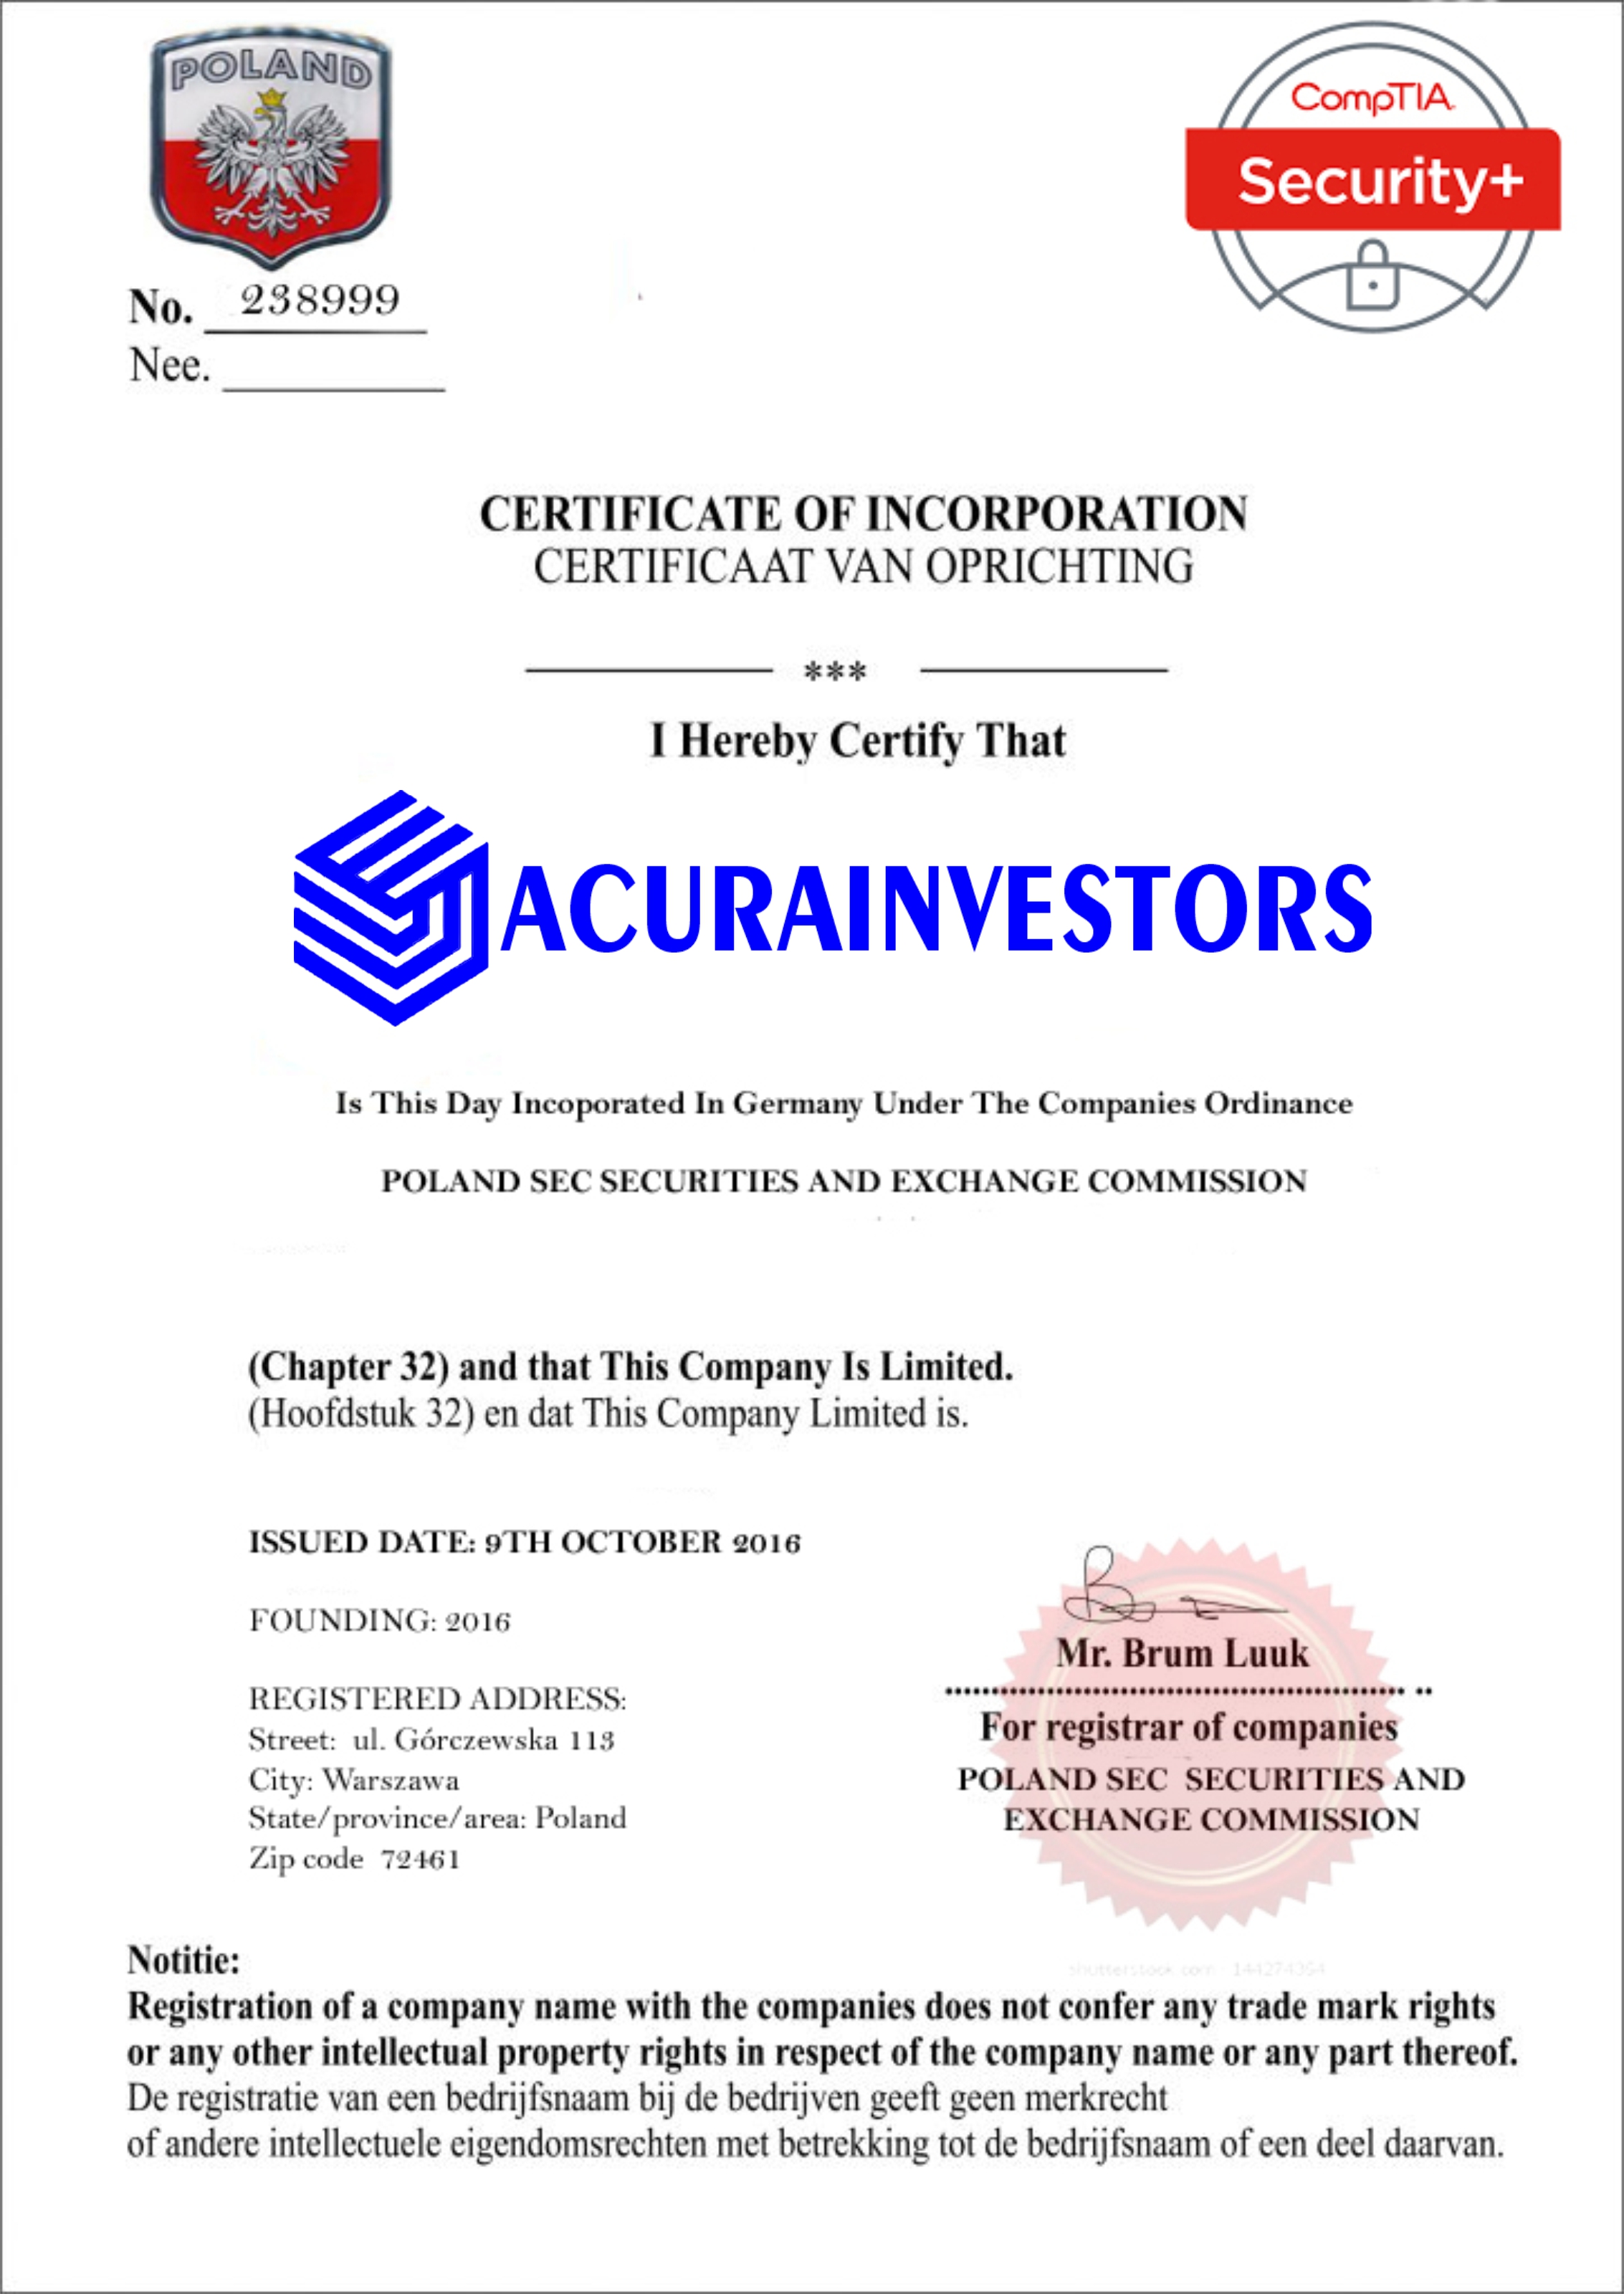 POLAND
CompTIA.
Security+
No. 238999
Nee.
CERTIFICATE OF INCORPORATION
CERTIFICAAT VAN OPRICHTING
***
I Hereby Certify That
ACURAINVESTORS
Is This Day Incoporated In Germany Under The Companies Ordinance
POLAND SEC SECURITIES AND EXCHANGE COMMISSION
(Chapter 32) and that This Company Is Limited.
(Hoofdstuk 32) en dat This Company Limited is.
ISSUED DATE: 9TH OCTOBER 2016
FOUNDING: 2016
REGISTERED ADDRESS:
Street: ul. Górczewska 113
City: Warszawa
State/province/area: Poland
Zip code 72461
Mr. Brum Luuk
For registrar of companies
POLAND SEC SECURITIES AND
EXCHANGE COMMISSION
shutterstock.com
Notitie:
Registration of a company name with the companies does not confer any trade mark rights
or any other intellectual property rights in respect of the company name or any part thereof.
De registratie van een bedrijfsnaam bij de bedrijven geeft geen merkrecht
of andere intellectuele eigendomsrechten met betrekking tot de bedrijfsnaam of een deel daarvan.